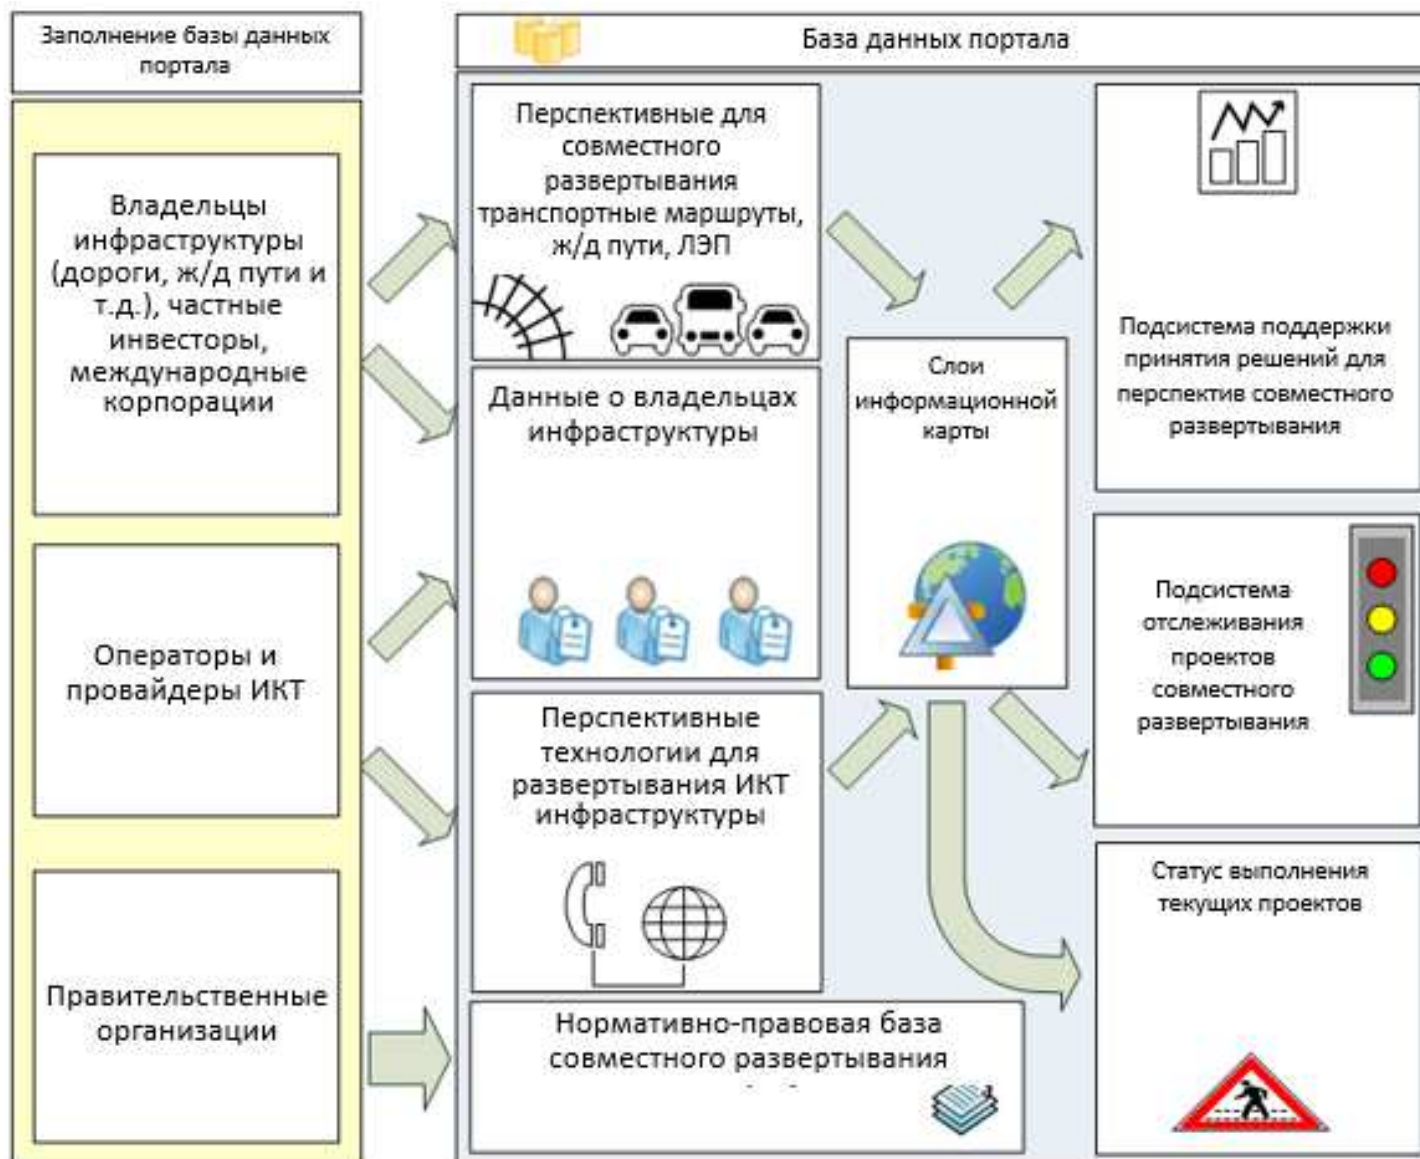 Заполнение базы данных
портала
Владельцы
инфраструктуры
(дороги, ж/д пути и
т.д.), частные
инвесторы,
международные
корпорации
Операторы и
провайдеры ИКТ
Правительственные
организации
База данных портала
Перспективные для
совместного
развертывания
транспортные маршруты,
ж/д пути, ЛЭП
Данные о владельцах
инфраструктуры
Перспективные
технологии для
развертывания ИКТ
инфраструктуры
Нормативно-правовая база
совместного развертывания
Слои
информационной
карты
Подсистема поддержки
принятия решений для
перспектив совместного
развертывания
Подсистема
отслеживания
проектов
совместного
развертывания
Статус выполнения
текущих проектов